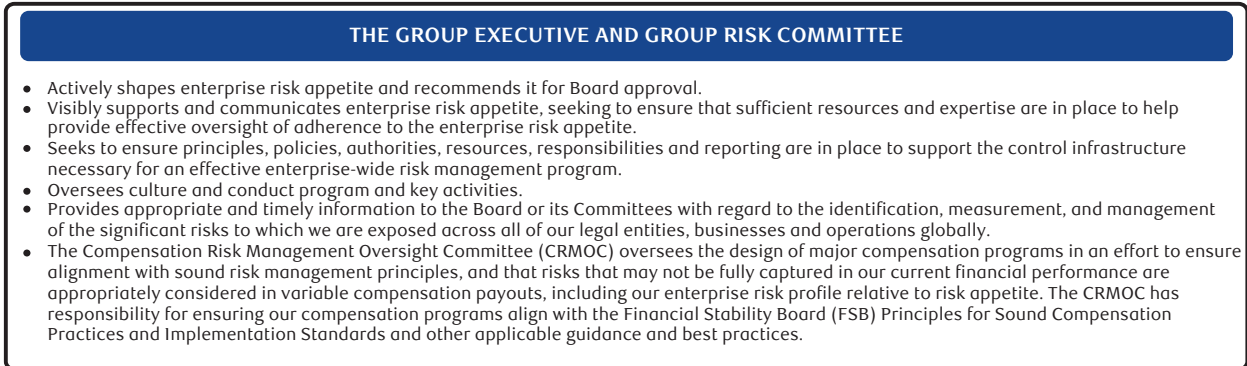 THE GROUP EXECUTIVE AND GROUP RISK COMMITTEE
• Actively shapes enterprise risk appetite and recommends it for Board approval.
• Visibly supports and communicates enterprise risk appetite, seeking to ensure that sufficient resources and expertise are in place to help
provide effective oversight of adherence to the enterprise risk appetite.
• Seeks to ensure principles, policies, authorities, resources, responsibilities and reporting are in place to support the control infrastructure
necessary for an effective enterprise-wide risk management program.
• Oversees culture and conduct program and key activities.
• Provides appropriate and timely information to the Board or its Committees with regard to the identification, measurement, and management
of the significant risks to which we are exposed across all of our legal entities, businesses and operations globally.
• The Compensation Risk Management Oversight Committee (CRMOC) oversees the design of major compensation programs in an effort to ensure
alignment with sound risk management principles, and that risks that may not be fully captured in our current financial performance are
appropriately considered in variable compensation payouts, including our enterprise risk profile relative to risk appetite. The CRMOC has
responsibility for ensuring our compensation programs align with the Financial Stability Board (FSB) Principles for Sound Compensation
Practices and Implementation Standards and other applicable guidance and best practices.